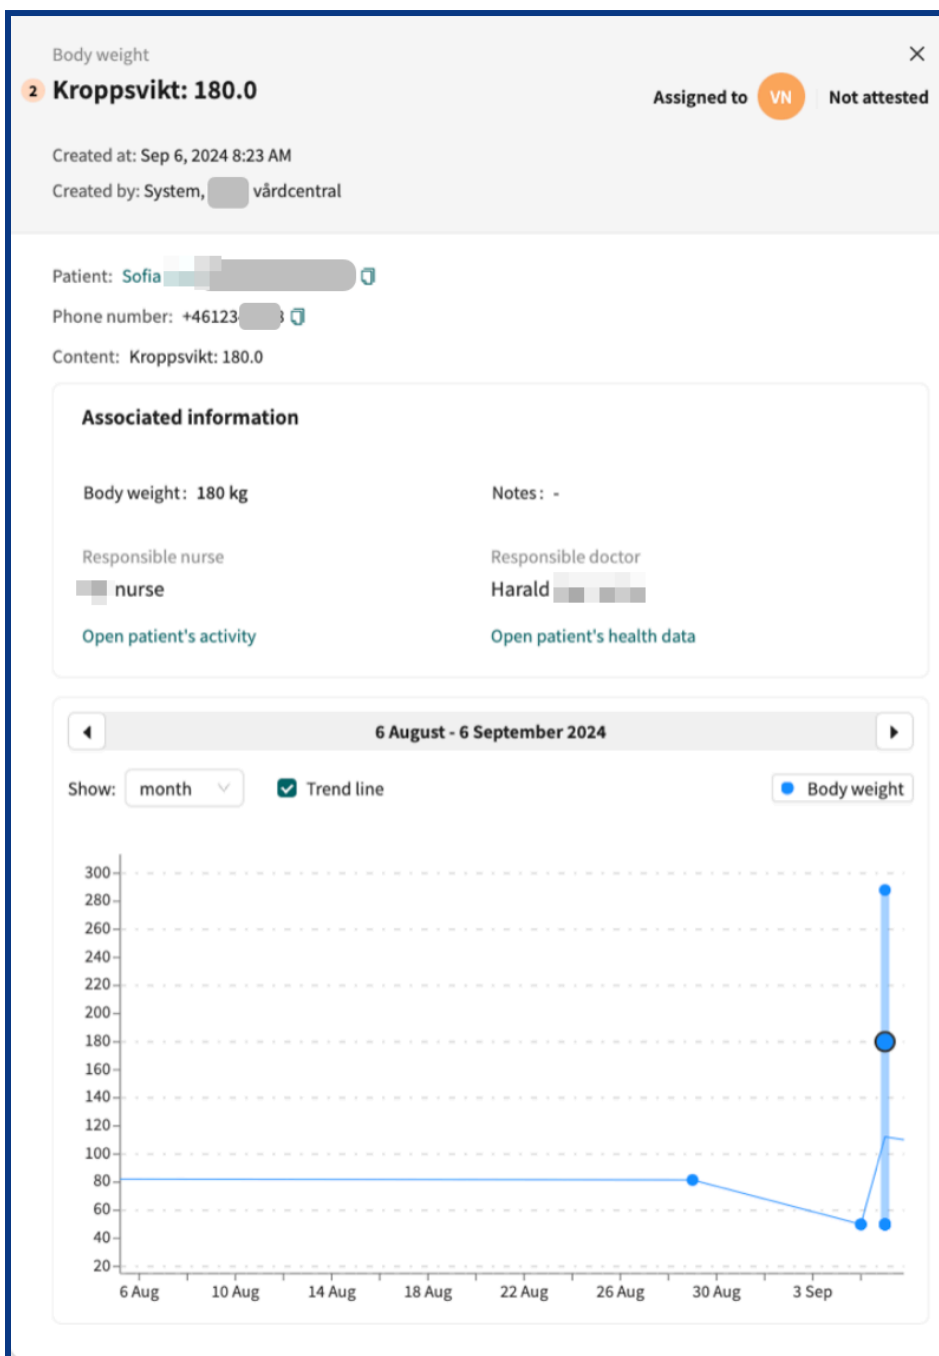 Body weight
2 Kroppsvikt: 180.0
Assigned to VN Not attested
Created at: Sep 6, 2024 8:23 AM
Created by: System, vårdcentral
Patient: Sofia
Phone number: +46123
Content: Kroppsvikt: 180.0
Associated information
Body weight: 180 kg Notes: -
Responsible nurse Responsible doctor
nurse Harald
Open patient's activity Open patient's health data
6 August - 6 September 2024
Show: month Trend line Body weight
300
280
260
240
220
200
180
160
140
120
100
80
60
40
20
6 Aug 10 Aug 14 Aug 18 Aug 22 Aug 26 Aug 30 Aug 3 Sep